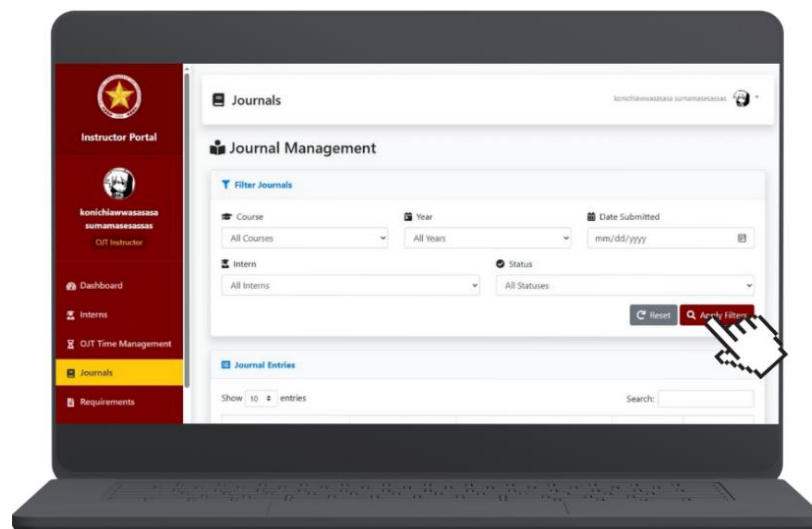 Journals
konichiawwasasasa sumamasesassas
Instructor Portal
Journal Management
Filter Journals
konichiawwasasasa
sumamasesassas
OJT Instructor
Course
Year
Date Submitted
All Courses
All Years
mm/dd/yyyy
Intern
Status
All Interns
All Statuses
Dashboard
Interns
Reset
Apply Filters
OJT Time Management
Journals
Journal Entries
Requirements
Show 10 entries
Search: